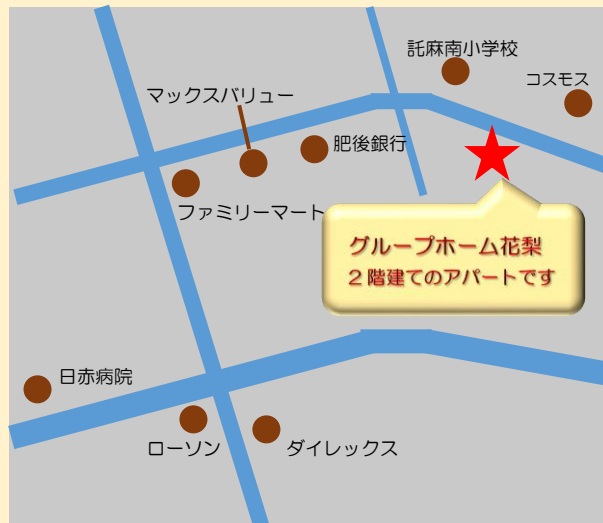 託麻南小学校
コスモス
マックスバリュー
肥後銀行
ファミリーマート
グループホーム花梨
2階建てのアパートです
日赤病院
ローソン
ダイレックス